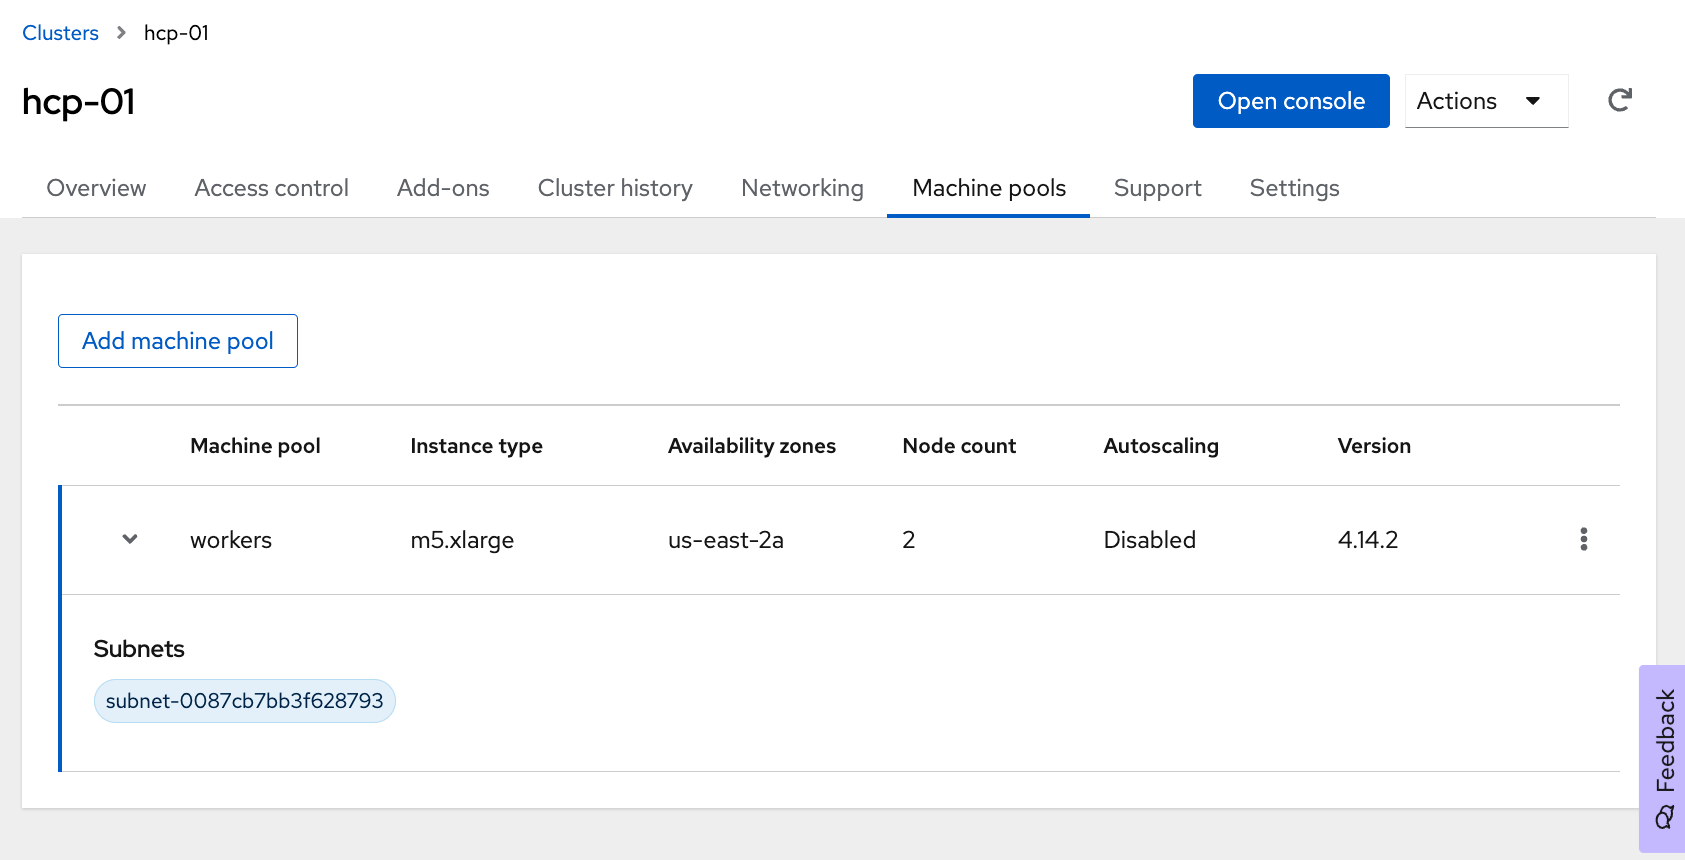 Clusters > hcp-01
hcp-01
Open console
Actions
Overview Access control Add-ons Cluster history Networking Machine pools Support Settings
Add machine pool
Machine pool Instance type Availability zones Node count Autoscaling Version
workers m5.xlarge us-east-2a 2 Disabled 4.14.2
Subnets
subnet-0087cb7bb3f628793
Feedback